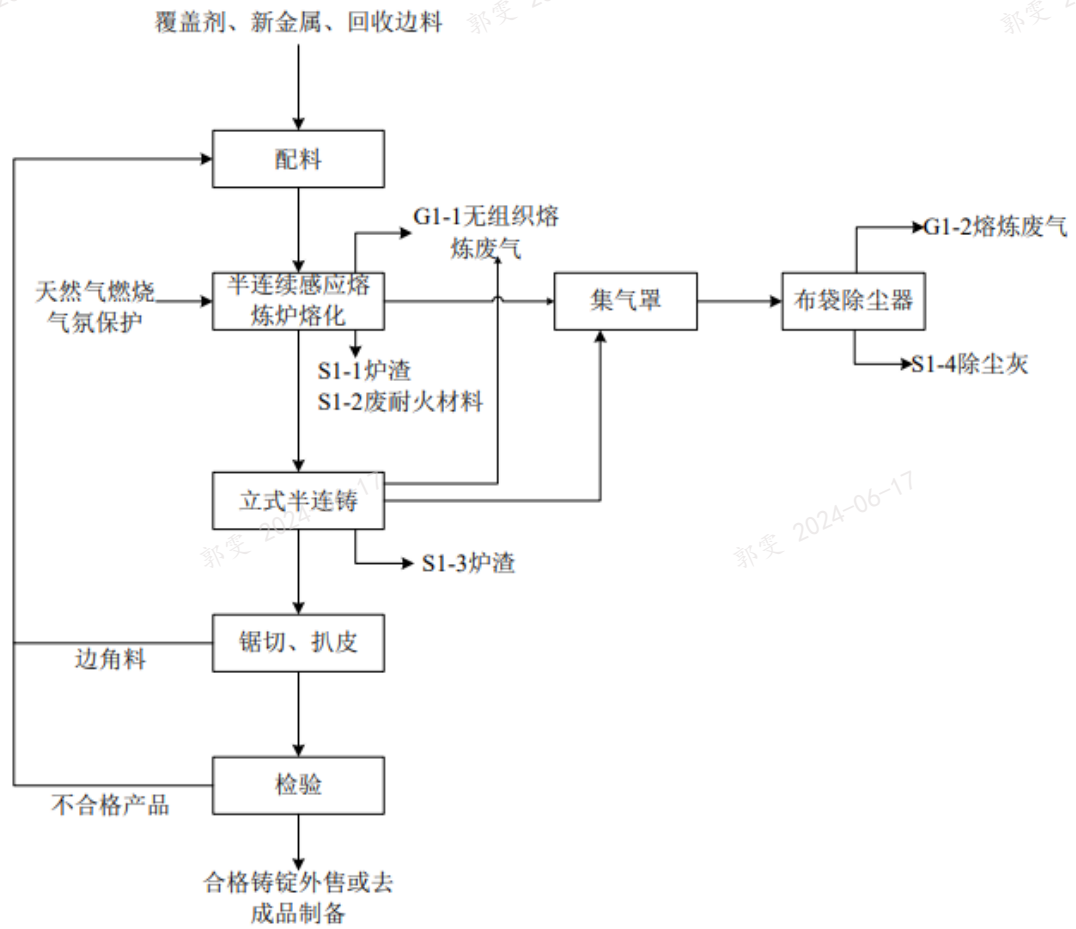 覆盖剂、新金属、回收边料
郭雯
郭雯
配料
G1-1无组织熔
炼废气
G1-2熔炼废气
天然气燃烧
气氛保护
半连续感应熔
炼炉熔化
集气罩
布袋除尘器
S1-1炉渣
S1-2废耐火材料
S1-4除尘灰
立式半连铸
郭雯 2024-06-17
郭雯 2024-06-17
S1-3炉渣
锯切、扒皮
边角料
检验
不合格产品
合格铸锭外售或去
成品制备